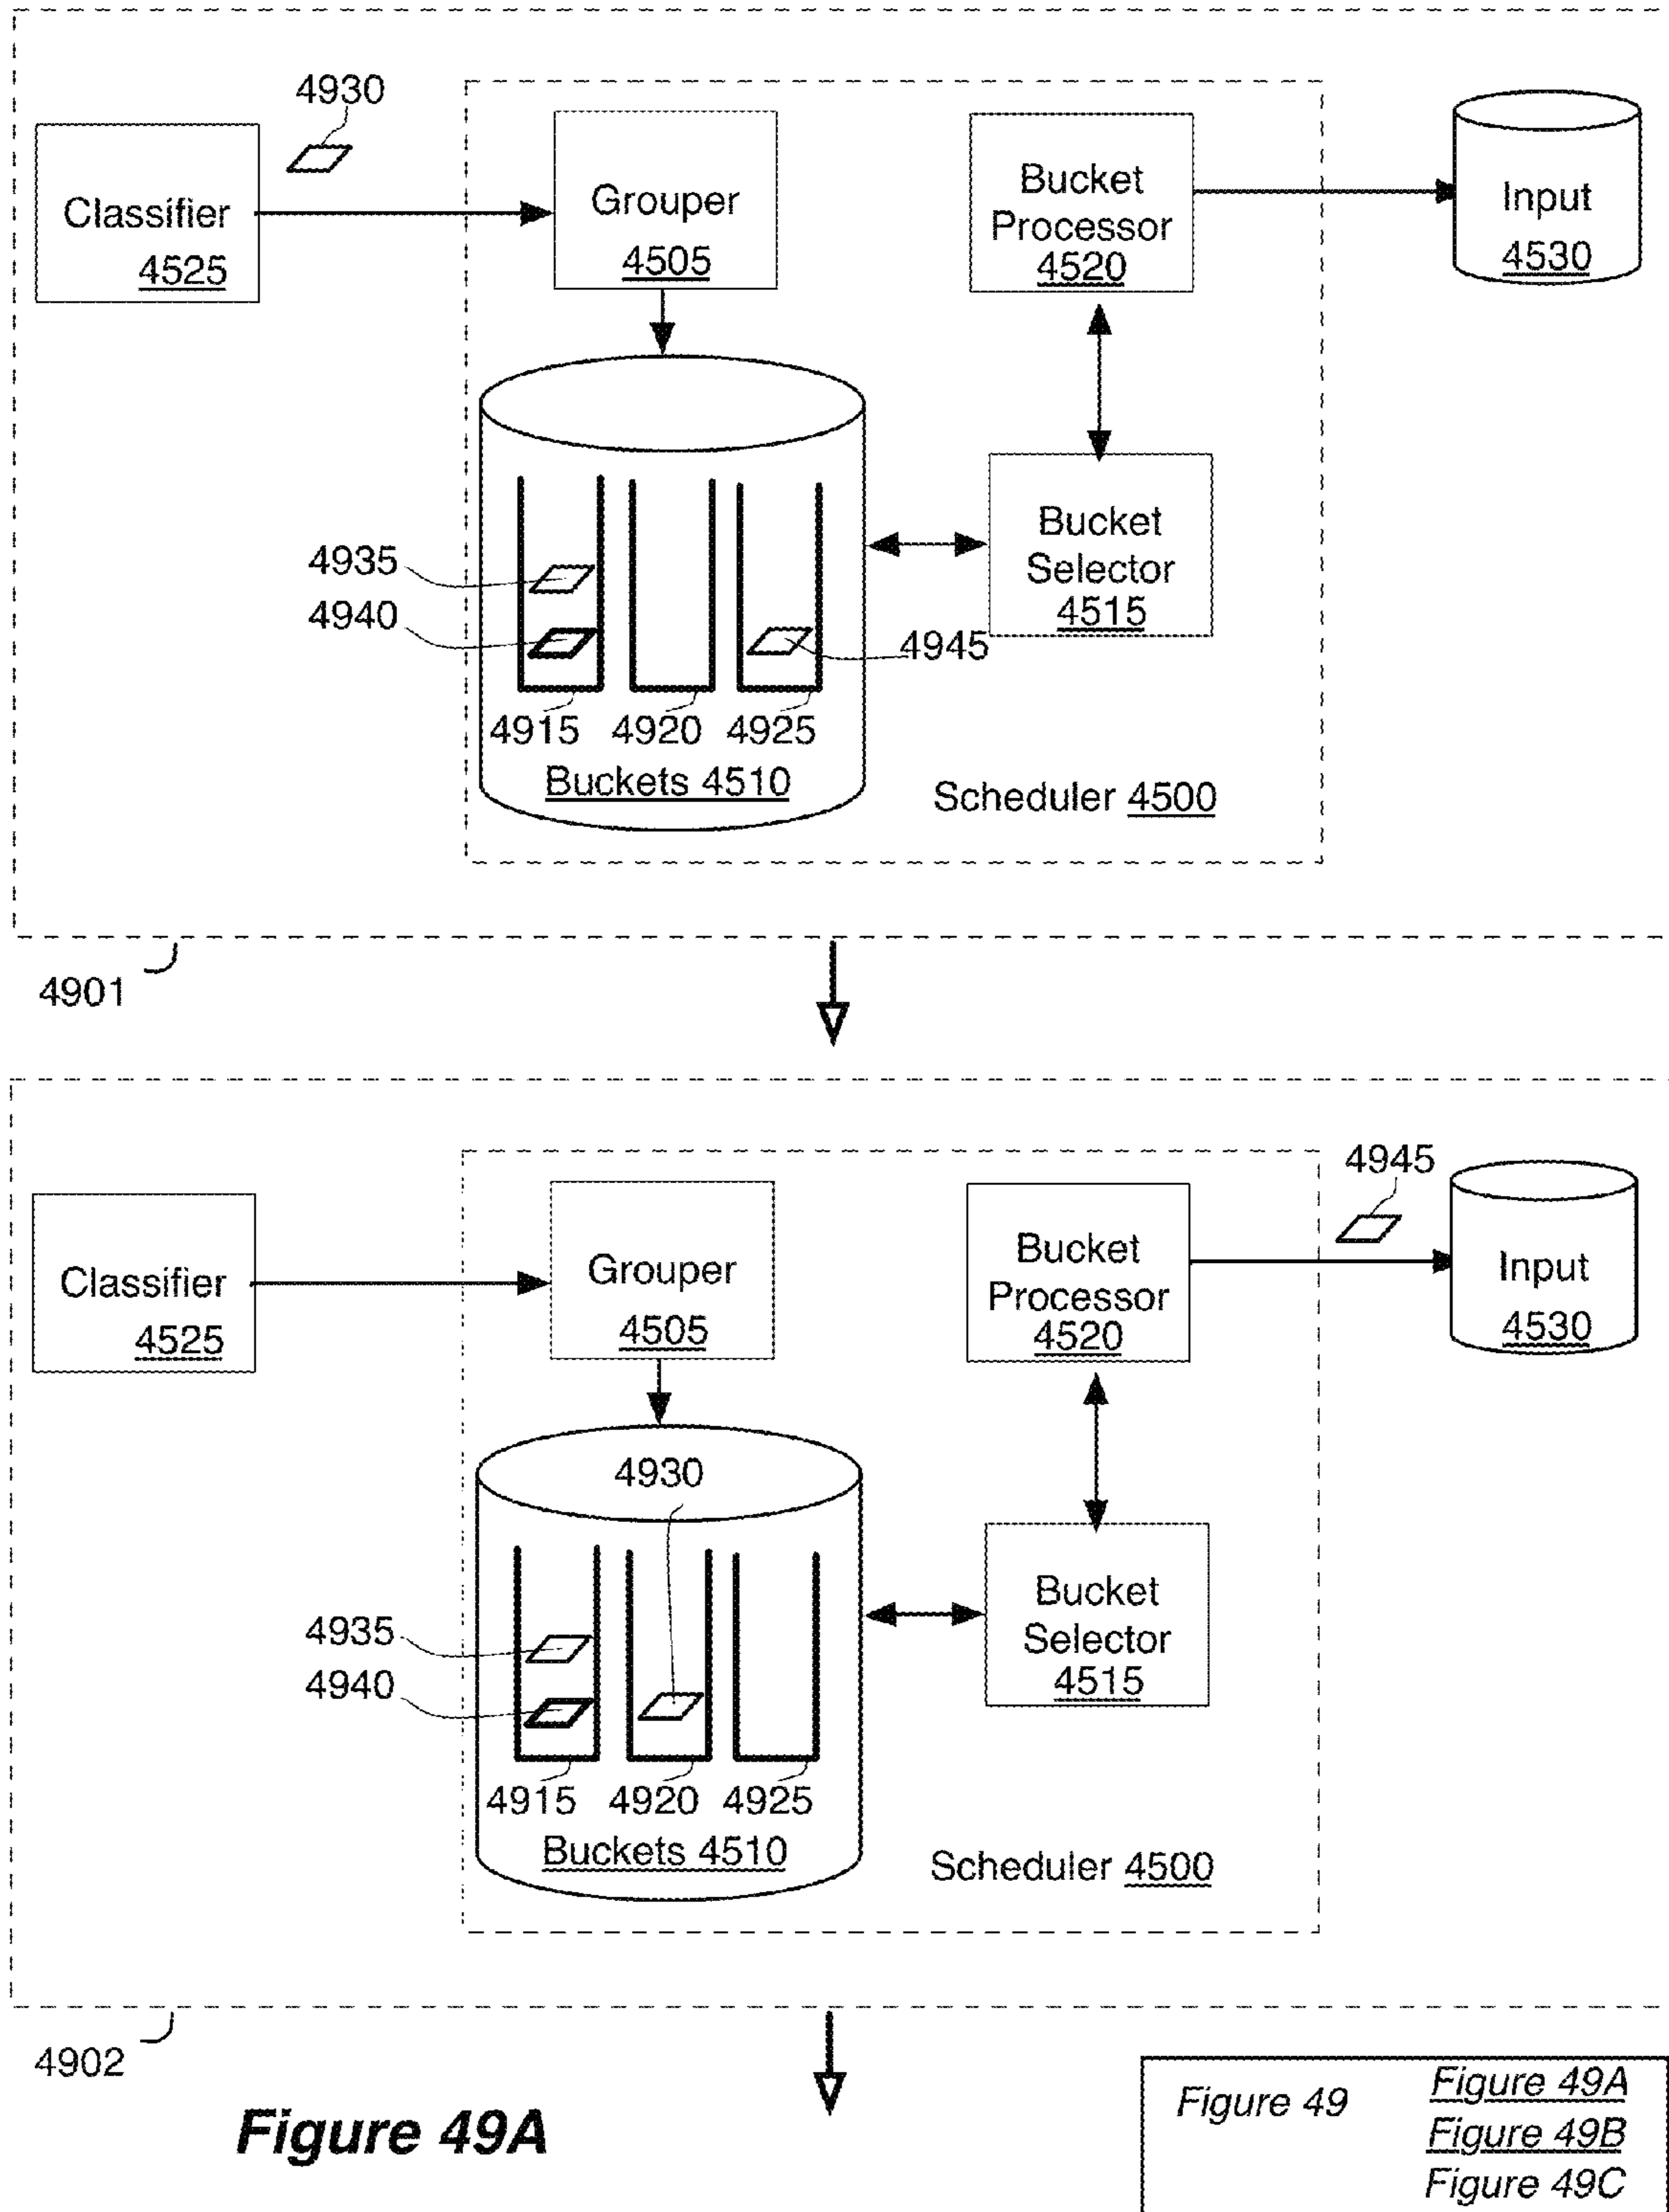 4930
Classifier
4525
Grouper
4505
Bucket
Processor
4520
Input
4530
4935
4940
4945
Bucket
Selector
4515
4915 4920 4925
Buckets 4510
Scheduler 4500
4901
4945
Classifier
4525
Grouper
4505
Bucket
Processor
4520
Input
4530
4930
4935
4940
Bucket
Selector
4515
4915 4920 4925
Buckets 4510
Scheduler 4500
4902
Figure 49A
Figure 49 Figure 49A
Figure 49B
Figure 49C